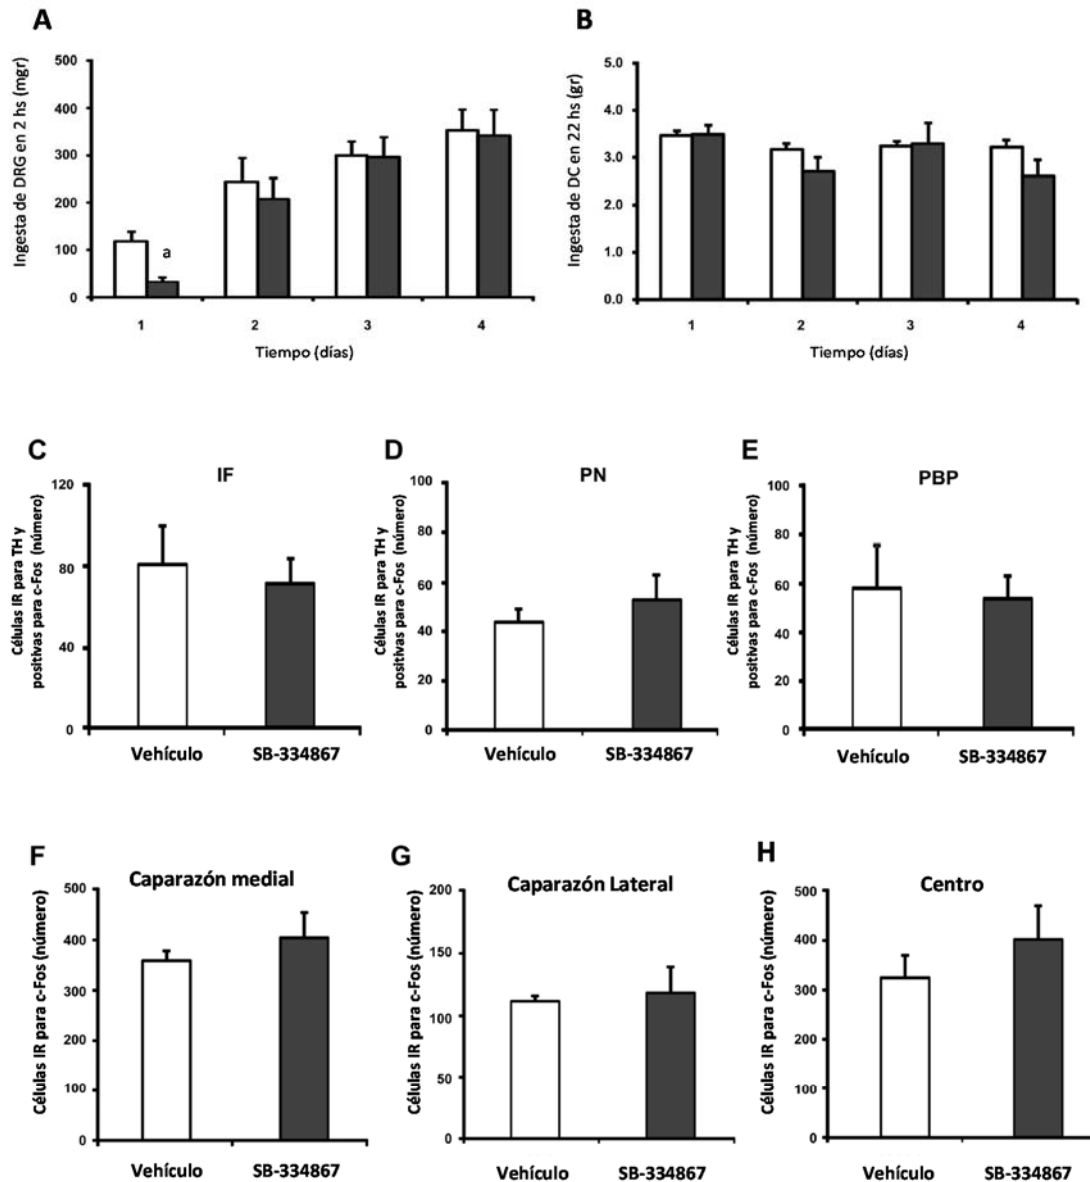 A
Ingesta de DRG en 2 hs (mgr)
500
400
300
200
100
0
a
1 2 3 4
Tiempo (días)
B
Ingesta de DC en 22 hs (gr)
5.0
4.0
3.0
2.0
1.0
0.0
1 2 3 4
Tiempo (días)
C
IF
Células IR para TH y
positivas para c-Fos (número)
120
80
40
0
Vehículo SB-334867
D
PN
Células IR para TH y
positivas para c-Fos (número)
100
80
60
40
20
0
Vehículo SB-334867
E
PBP
Células IR para TH y
positivas para c-Fos (número)
100
80
60
40
20
0
Vehículo SB-334867
F
Caparazón medial
Células IR para c-Fos (número)
500
400
300
200
100
0
Vehículo SB-334867
G
Caparazón Lateral
Células IR para c-Fos (número)
200
150
100
50
0
Vehículo SB-334867
H
Centro
Células IR para c-Fos (número)
500
400
300
200
100
0
Vehículo SB-334867